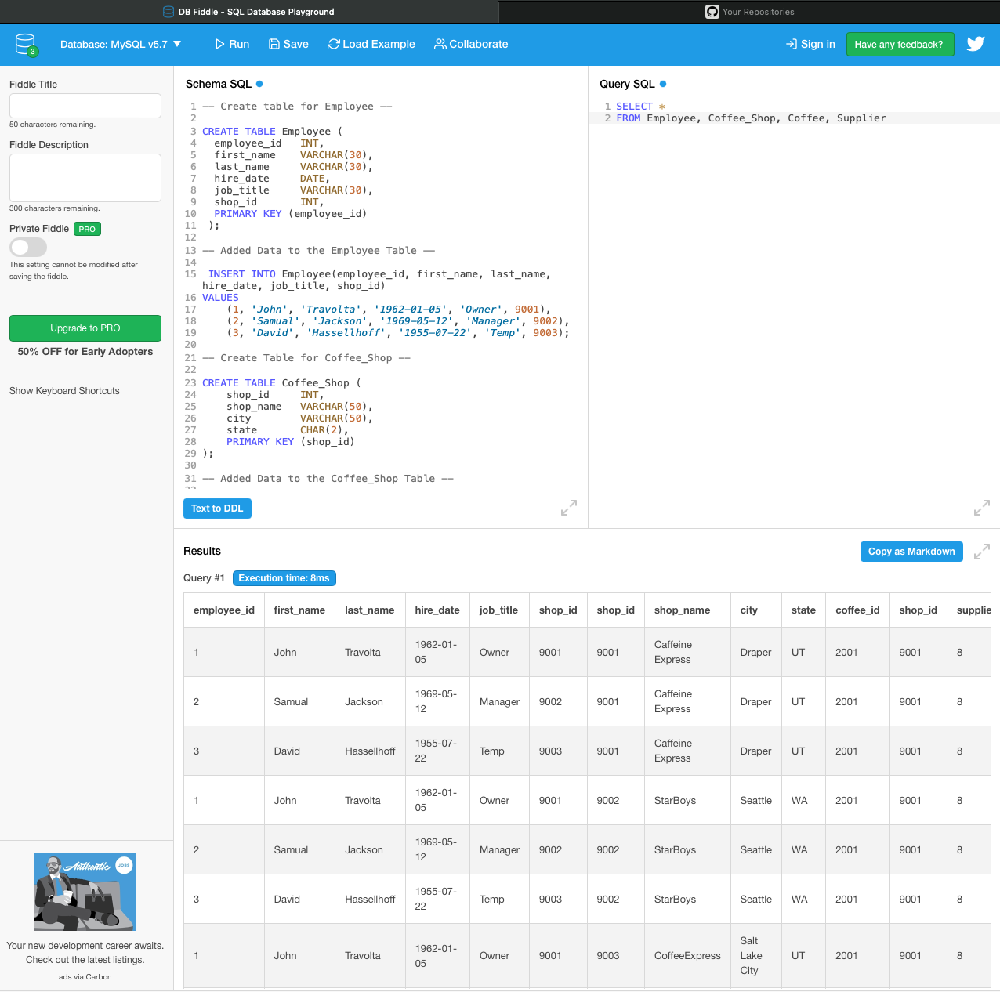 DB Fiddle - SQL Database Playground
Your Repositories
3
Database: MySQL v5.7 ▼
Run
Save
Load Example
Collaborate
Sign in
Have any feedback?
Fiddle Title
50 characters remaining.
Fiddle Description
300 characters remaining.
Private Fiddle PRO
This setting cannot be modified after
saving the fiddle.
Upgrade to PRO
50% OFF for Early Adopters
Show Keyboard Shortcuts
Authentic JOBS
Your new development career awaits.
Check out the latest listings.
ads via Carbon
Schema SQL
1 -- Create table for Employee --
2
3 CREATE TABLE Employee (
4 employee_id INT,
5 first_name VARCHAR(30),
6 last_name VARCHAR(30),
7 hire_date DATE,
8 job_title VARCHAR(30),
9 shop_id INT,
10 PRIMARY KEY (employee_id)
11 );
12
13 -- Added Data to the Employee Table --
14
15 INSERT INTO Employee(employee_id, first_name, last_name,
hire_date, job_title, shop_id)
16 VALUES
17 (1, 'John', 'Travolta', '1962-01-05', 'Owner', 9001),
18 (2, 'Samual', 'Jackson', '1969-05-12', 'Manager', 9002),
19 (3, 'David', 'Hassellhoff', '1955-07-22', 'Temp', 9003);
20
21 -- Create Table for Coffee_Shop --
22
23 CREATE TABLE Coffee_Shop (
24 shop_id INT,
25 shop_name VARCHAR(50),
26 city VARCHAR(50),
27 state CHAR(2),
28 PRIMARY KEY (shop_id)
29 );
30
31 -- Added Data to the Coffee_Shop Table --
Text to DDL
Query SQL
1 SELECT *
2 FROM Employee, Coffee_Shop, Coffee, Supplier
Results
Copy as Markdown
Query #1 Execution time: 8ms
employee_id first_name last_name hire_date job_title shop_id shop_id shop_name city state coffee_id shop_id supplie
1 John Travolta 1962-01-05 Owner 9001 9001 Caffeine Express Draper UT 2001 9001 8
2 Samual Jackson 1969-05-12 Manager 9002 9001 Caffeine Express Draper UT 2001 9001 8
3 David Hassellhoff 1955-07-22 Temp 9003 9001 Caffeine Express Draper UT 2001 9001 8
1 John Travolta 1962-01-05 Owner 9001 9002 StarBoys Seattle WA 2001 9001 8
2 Samual Jackson 1969-05-12 Manager 9002 9002 StarBoys Seattle WA 2001 9001 8
3 David Hassellhoff 1955-07-22 Temp 9003 9002 StarBoys Seattle WA 2001 9001 8
1 John Travolta 1962-01-05 Owner 9001 9003 CoffeeExpress Salt Lake City UT 2001 9001 8